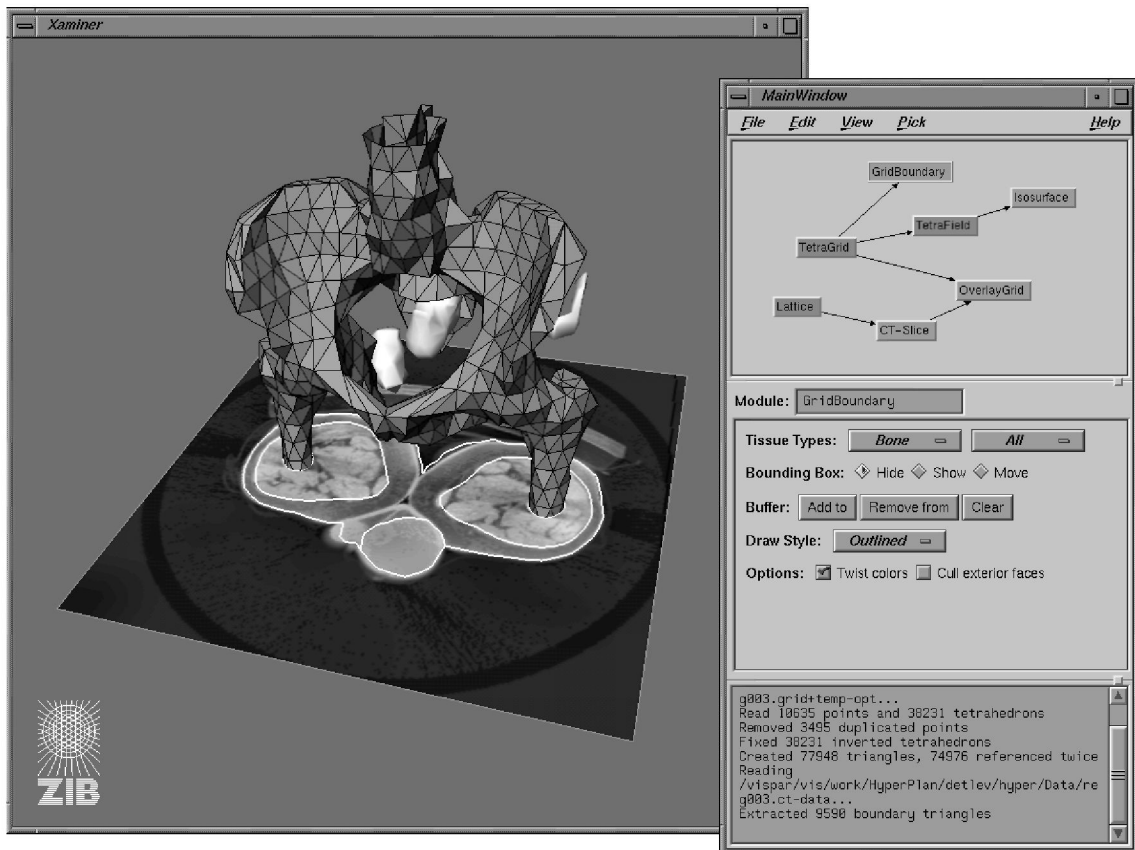 Xaminer
ZIB
MainWindow
File Edit View Pick Help
GridBoundary
Isosurface
TetraField
TetraGrid
OverlayGrid
Lattice
CT-Slice
Module: GridBoundary
Tissue Types: Bone All
Bounding Box: Hide Show Move
Buffer: Add to Remove from Clear
Draw Style: Outlined
Options: Twist colors Cull exterior faces
g003.grid+temp-opt...
Read 10635 points and 38231 tetrahedrons
Removed 3495 duplicated points
Fixed 38231 inverted tetrahedrons
Created 77948 triangles, 74976 referenced twice
Reading
/vispar/vis/work/HyperPlan/detlev/hyper/Data/re
g003.ct-data...
Extracted 9590 boundary triangles